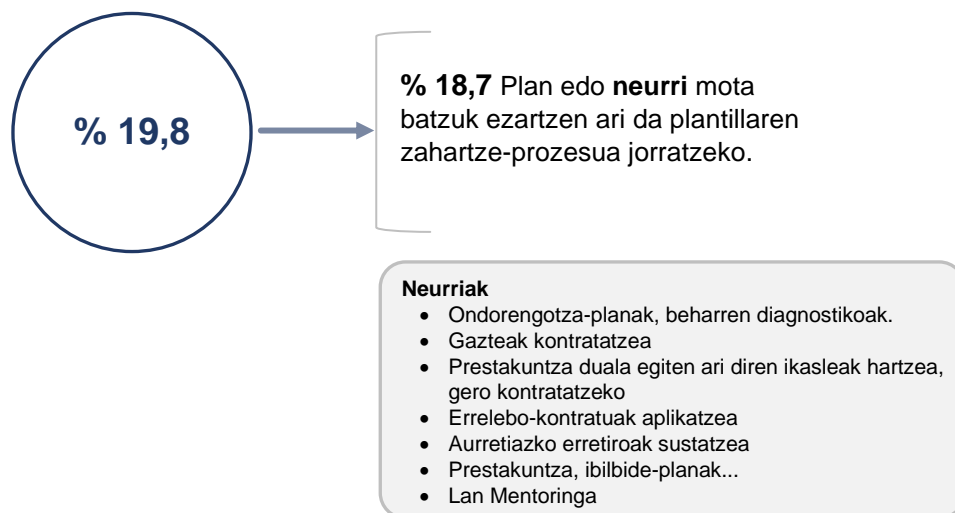 % 19,8
% 18,7 Plan edo neurri mota
batzuk ezartzen ari da plantillaren
zahartze-prozesua jorratzeko.
Neurriak
• Ondorengotza-planak, beharren diagnostikoak.
• Gazteak kontratatzea
• Prestakuntza duala egiten ari diren ikasleak hartzea,
gero kontratatzeko
• Errelebo-kontratuak aplikatzea
• Aurretiazko erretiroak sustatzea
• Prestakuntza, ibilbide-planak...
• Lan Mentoringa